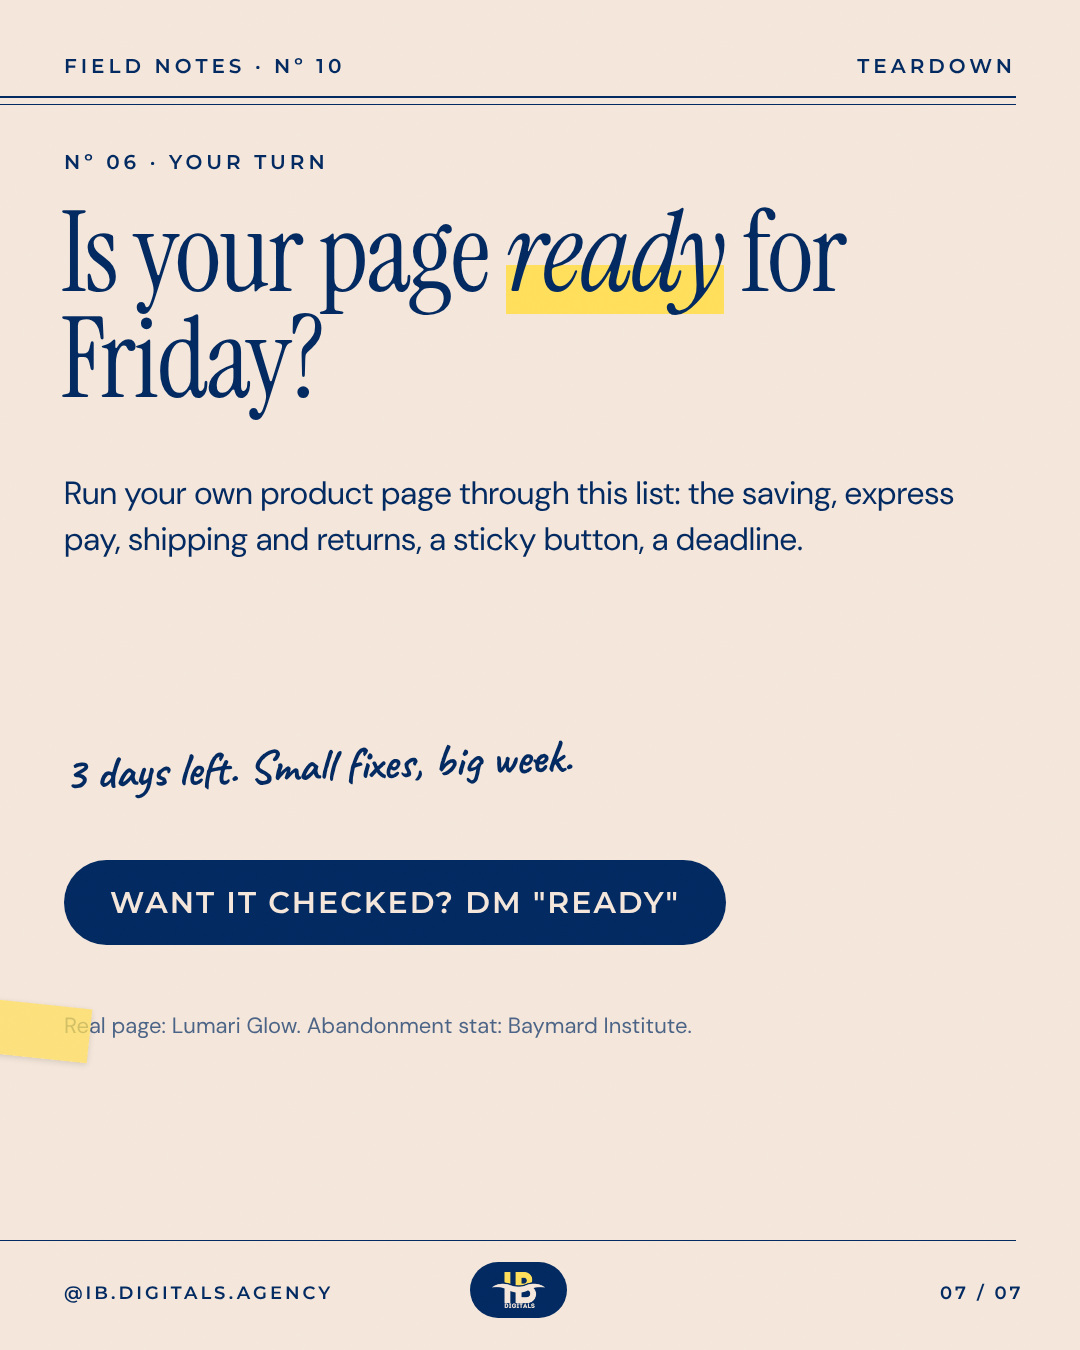 FIELD NOTES · Nº 10
TEARDOWN
Nº 06 · YOUR TURN
Is your page ready for
Friday?
Run your own product page through this list: the saving, express
pay, shipping and returns, a sticky button, a deadline.
3 days left. Small fixes, big week.
WANT IT CHECKED? DM "READY"
Real page: Lumari Glow. Abandonment stat: Baymard Institute.
@IB.DIGITALS.AGENCY
IB
DIGITALS
07 / 07